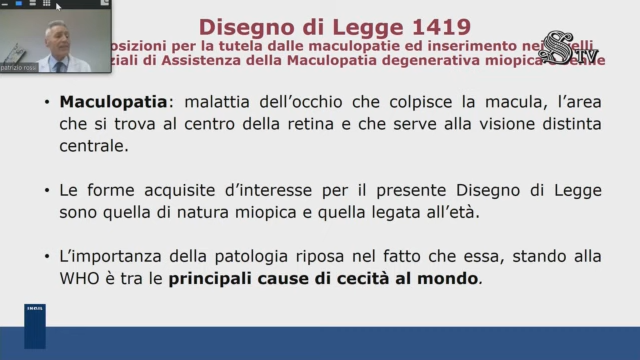 Disegno di Legge 1419
osizioni per la tutela dalle maculopatie ed inserimento nei
ziali di Assistenza della Maculopatia degenerativa miopica
patrizio rossi
S TV
• Maculopatia: malattia dell’occhio che colpisce la macula, l’area
che si trova al centro della retina e che serve alla visione distinta
centrale.
• Le forme acquisite d’interesse per il presente Disegno di Legge
sono quella di natura miopica e quella legata all’età.
• L’importanza della patologia riposa nel fatto che essa, stando alla
WHO è tra le principali cause di cecità al mondo.
INAIL